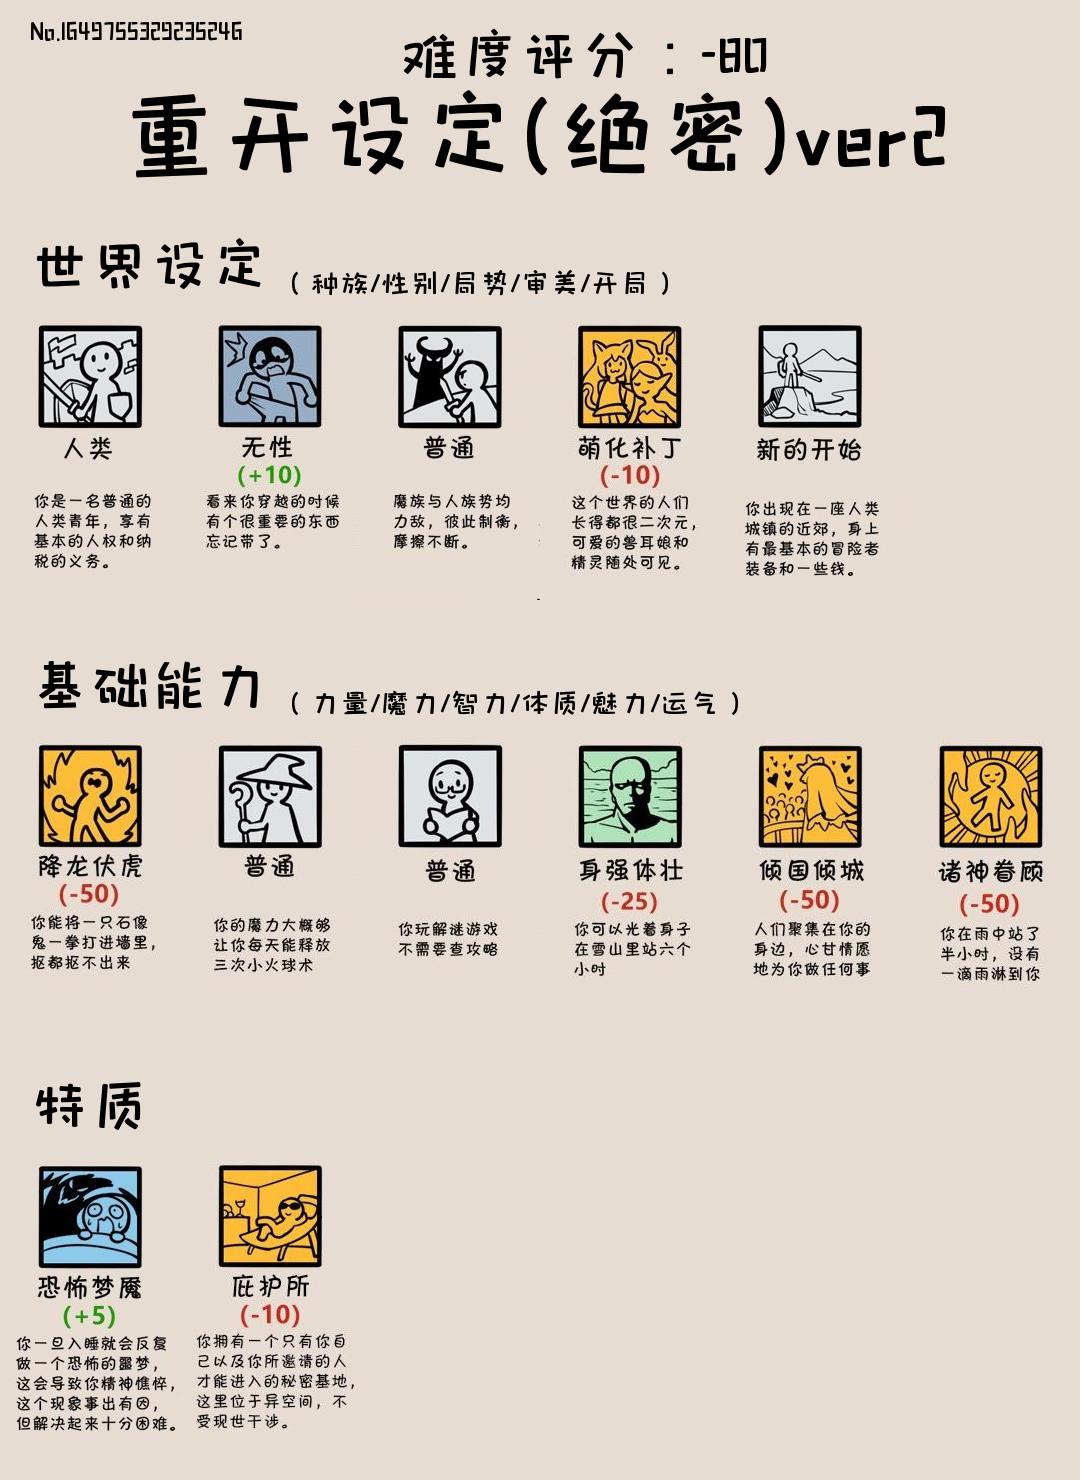 No.1649755329235246
难度评分：-80
重开设定(绝密)ver2
世界设定（种族/性别/局势/审美/开局）
人类
无性
普通
萌化补丁
新的开始
(+10)
(-10)
你是一名普通的
人类青年，享有
基本的人权和纳
税的义务。
看来你穿越的时候
有个很重要的东西
忘记带了。
魔族与人族势均
力敌，彼此制衡，
摩擦不断。
这个世界的人们
长得都很二次元，
可爱的兽耳娘和
精灵随处可见。
你出现在一座人类
城镇的近郊，身上
有最基本的冒险者
装备和一些钱。
基础能力（力量/魔力/智力/体质/魅力/运气）
降龙伏虎
普通
普通
身强体壮
倾国倾城
诸神眷顾
(-50)
(-25)
(-50)
(-50)
你能将一只石像
鬼一拳打进墙里，
抠都抠不出来
你的魔力大概够
让你每天能释放
三次小火球术
你玩解谜游戏
不需要查攻略
你可以光着身子
在雪山里站六个
小时
人们聚集在你的
身边，心甘情愿
地为你做任何事
你在雨中站了
半小时，没有
一滴雨淋到你
特质
恐怖梦魇
庇护所
(+5)
(-10)
你一旦入睡就会反复
做一个恐怖的噩梦，
这会导致你精神憔悴，
这个现象事出有因，
但解决起来十分困难。
你拥有一个只有你自
己以及你所邀请的人
才能进入的秘密基地，
这里位于异空间，不
受现世干涉。